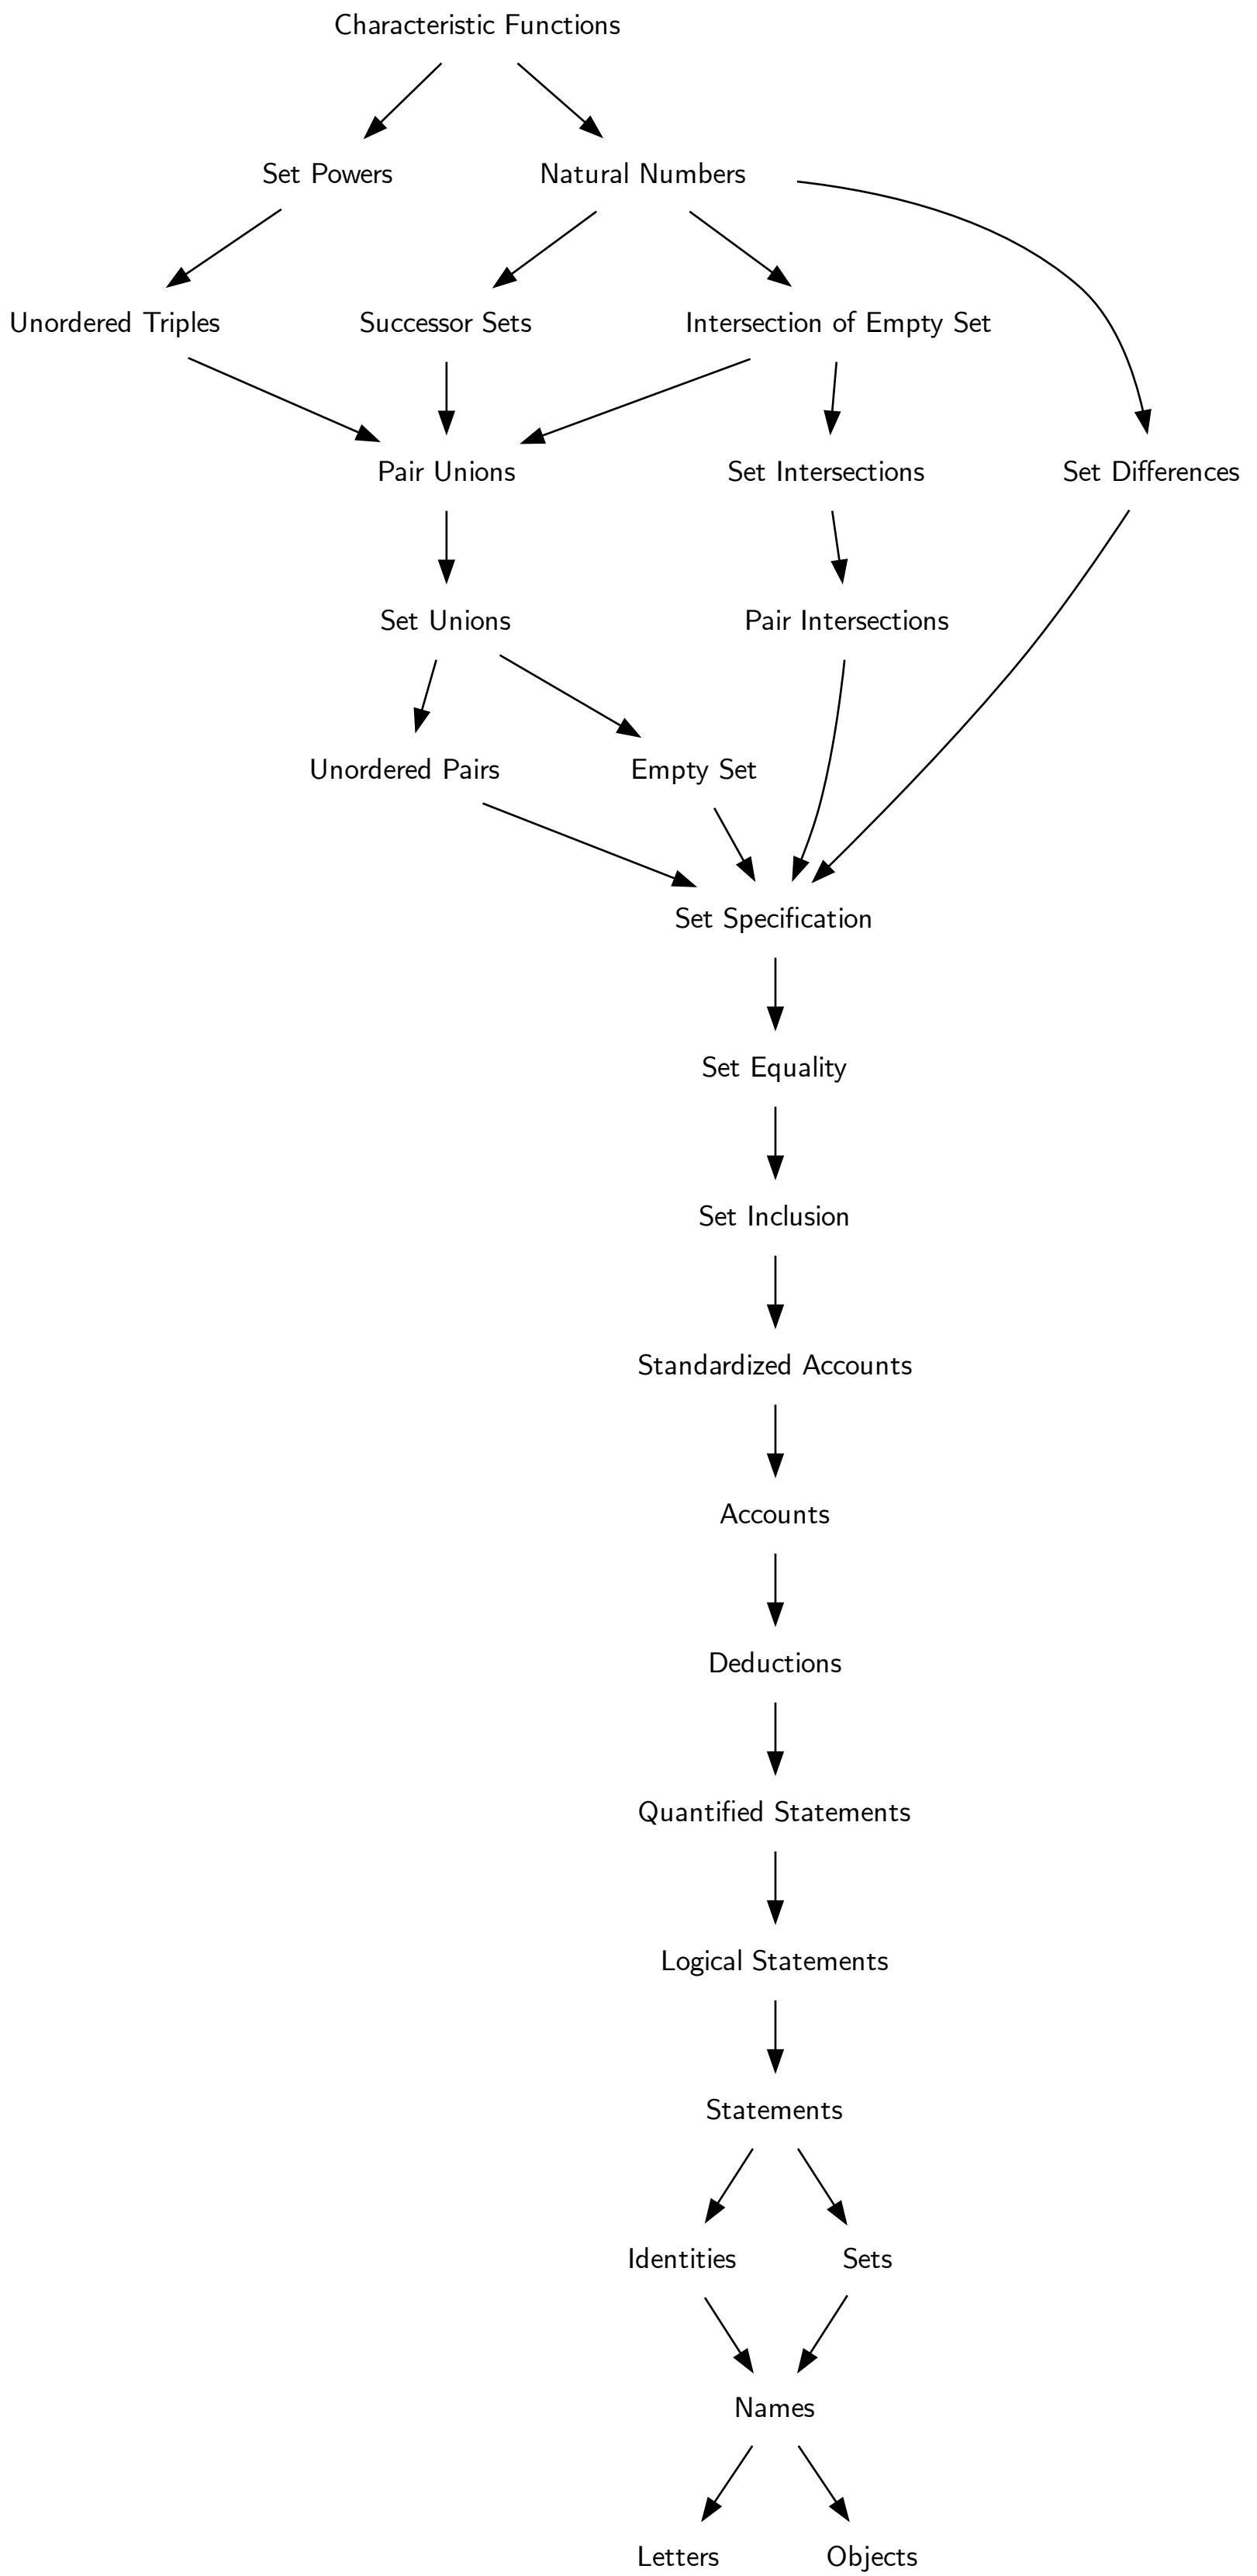 Characteristic Functions
Set Powers
Natural Numbers
Unordered Triples
Successor Sets
Intersection of Empty Set
Pair Unions
Set Intersections
Set Differences
Set Unions
Pair Intersections
Unordered Pairs
Empty Set
Set Specification
Set Equality
Set Inclusion
Standardized Accounts
Accounts
Deductions
Quantified Statements
Logical Statements
Statements
Identities
Sets
Names
Letters
Objects